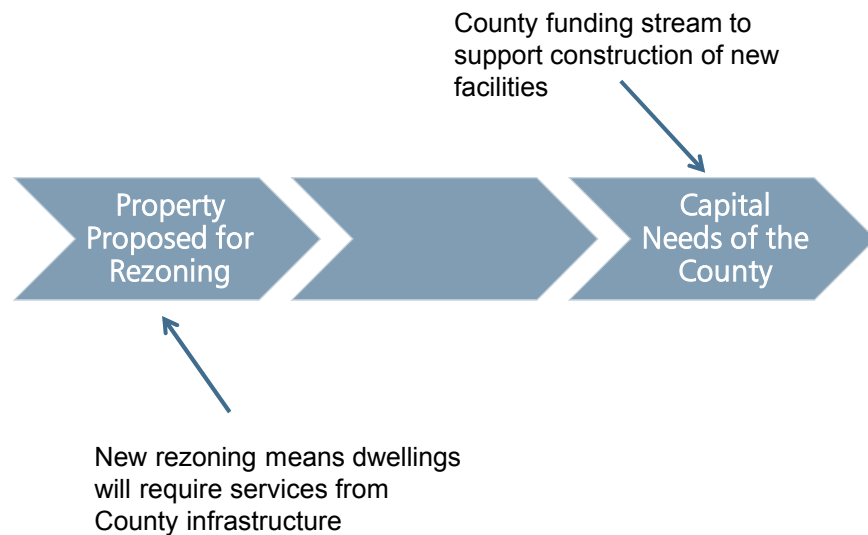 County funding stream to
support construction of new
facilities
Property
Proposed for
Rezoning
Capital
Needs of the
County
New rezoning means dwellings
will require services from
County infrastructure